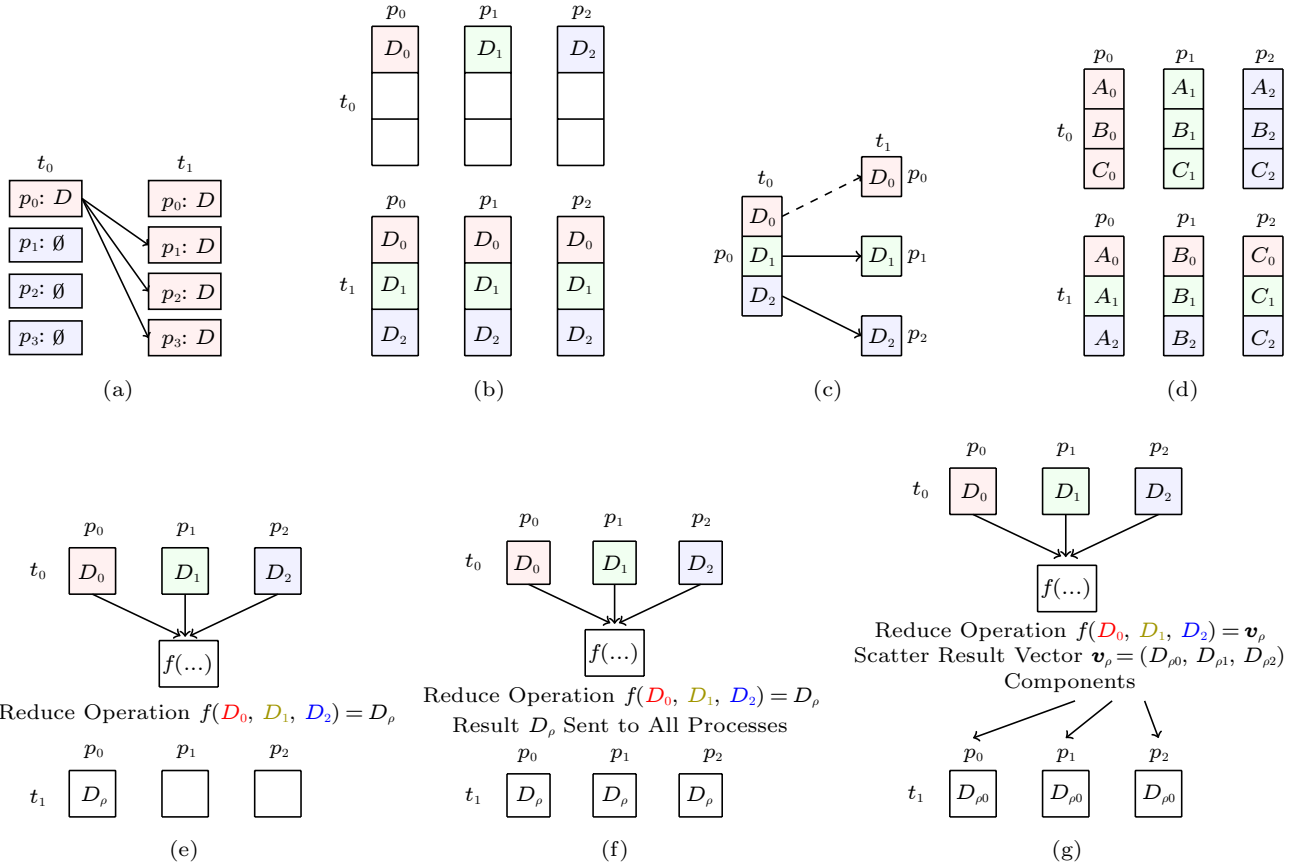 t₀ t₁
p₀: D p₀: D
p₁: ∅ p₁: D
p₂: ∅ p₂: D
p₃: ∅ p₃: D
(a)
p₀ p₁ p₂
D₀ D₁ D₂
t₀
p₀ p₁ p₂
D₀ D₀ D₀
t₁ D₁ D₁ D₁
D₂ D₂ D₂
(b)
t₁
D₀ p₀
t₀
D₀
p₀ D₁ D₁ p₁
D₂
D₂ p₂
(c)
p₀ p₁ p₂
A₀ A₁ A₂
t₀ B₀ B₁ B₂
C₀ C₁ C₂
p₀ p₁ p₂
A₀ B₀ C₀
t₁ A₁ B₁ C₁
A₂ B₂ C₂
(d)
p₀ p₁ p₂
t₀ D₀ D₁ D₂
f(...)
Reduce Operation f(D₀, D₁, D₂) = Dᵨ
p₀ p₁ p₂
t₁ Dᵨ
(e)
p₀ p₁ p₂
t₀ D₀ D₁ D₂
f(...)
Reduce Operation f(D₀, D₁, D₂) = Dᵨ
Result Dᵨ Sent to All Processes
p₀ p₁ p₂
t₁ Dᵨ Dᵨ Dᵨ
(f)
p₀ p₁ p₂
t₀ D₀ D₁ D₂
f(...)
Reduce Operation f(D₀, D₁, D₂) = vᵨ
Scatter Result Vector vᵨ = (Dᵨ₀, Dᵨ₁, Dᵨ₂)
Components
p₀ p₁ p₂
t₁ Dᵨ₀ Dᵨ₀ Dᵨ₀
(g)